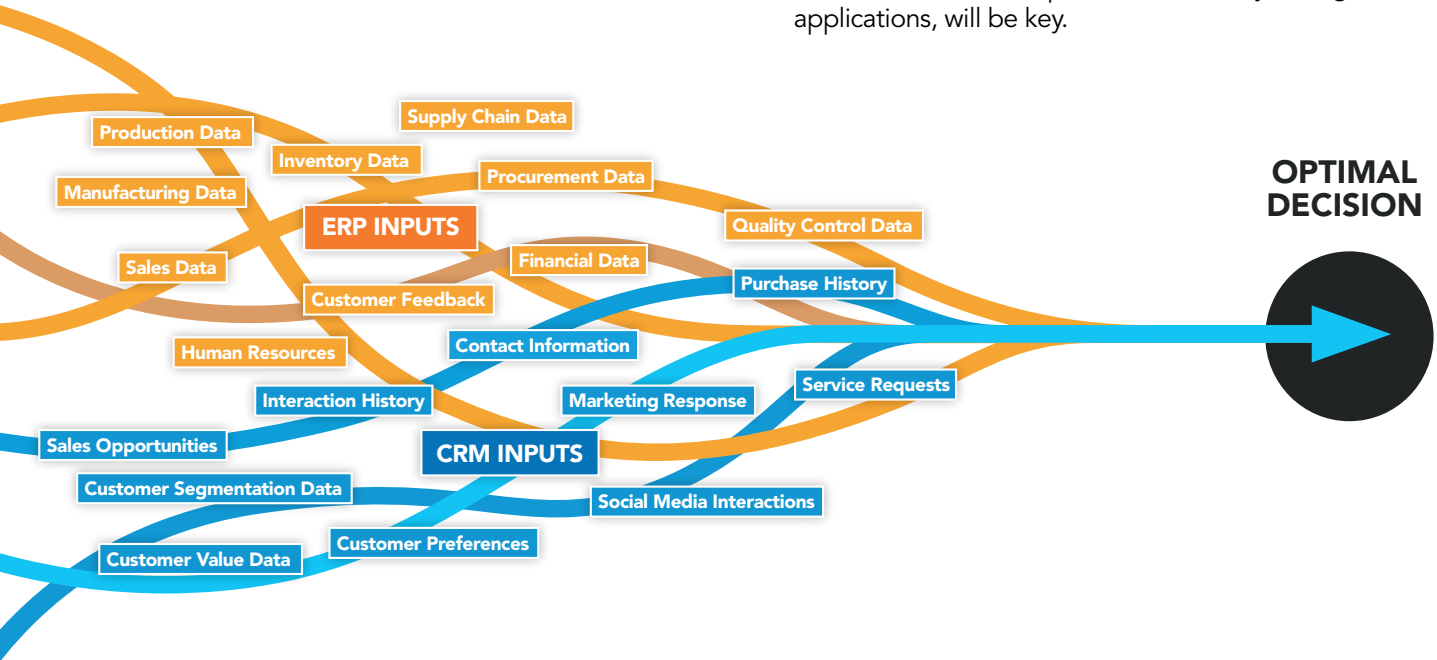 applications, will be key.
Supply Chain Data
Production Data
Inventory Data
Procurement Data
Manufacturing Data
ERP INPUTS
Quality Control Data
OPTIMAL
DECISION
Sales Data
Financial Data
Purchase History
Customer Feedback
Human Resources
Contact Information
Interaction History
Marketing Response
Service Requests
Sales Opportunities
CRM INPUTS
Customer Segmentation Data
Social Media Interactions
Customer Preferences
Customer Value Data